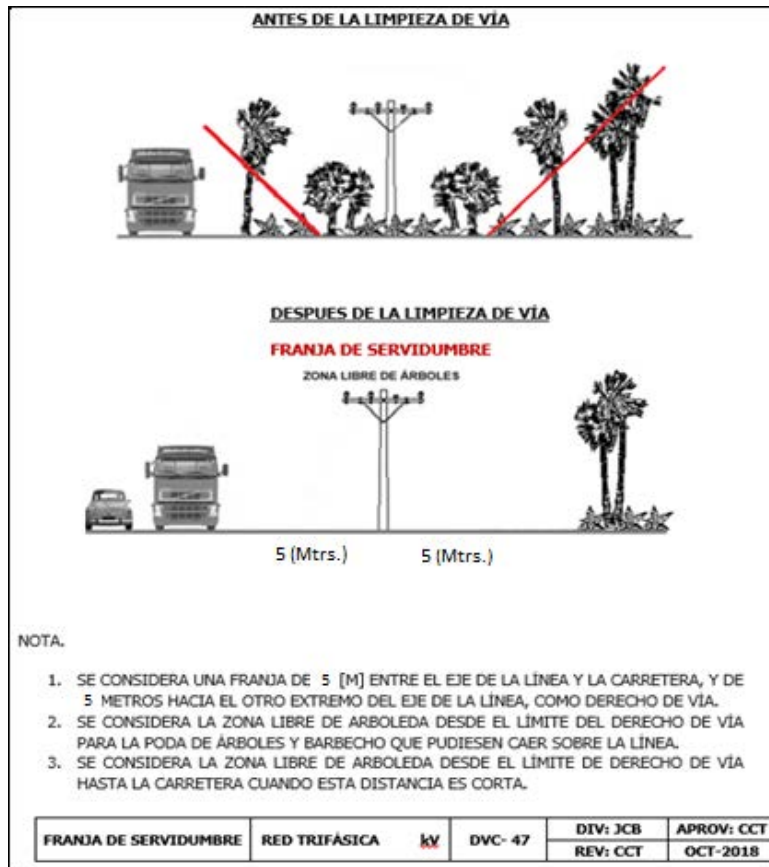 ANTES DE LA LIMPIEZA DE VÍA
DESPUES DE LA LIMPIEZA DE VÍA
FRANJA DE SERVIDUMBRE
ZONA LIBRE DE ÁRBOLES
5 (Mtrs.) 5 (Mtrs.)
NOTA.
1. SE CONSIDERA UNA FRANJA DE 5 [M] ENTRE EL EJE DE LA LÍNEA Y LA CARRETERA, Y DE
5 METROS HACIA EL OTRO EXTREMO DEL EJE DE LA LÍNEA, COMO DERECHO DE VÍA.
2. SE CONSIDERA LA ZONA LIBRE DE ARBOLEDA DESDE EL LÍMITE DEL DERECHO DE VÍA
PARA LA PODA DE ÁRBOLES Y BARBECHO QUE PUDIESEN CAER SOBRE LA LÍNEA.
3. SE CONSIDERA LA ZONA LIBRE DE ARBOLEDA DESDE EL LÍMITE DE DERECHO DE VÍA
HASTA LA CARRETERA CUANDO ESTA DISTANCIA ES CORTA.
FRANJA DE SERVIDUMBRE RED TRIFÁSICA kV DVC- 47 DIV: JCB APROV: CCT
REV: CCT OCT-2018